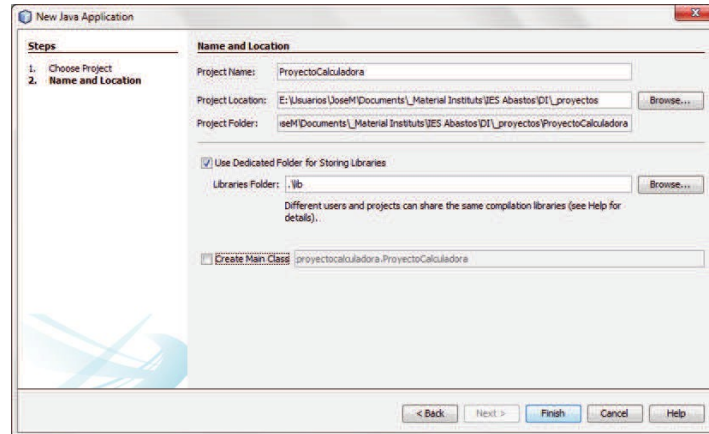 New Java Application
Steps
1. Choose Project
2. Name and Location
Name and Location
Project Name: ProyectoCalculadora
Project Location: E:\Usuarios\JoseM\Documents\_Material Instituts\IES Abastos\DI\_proyectos Browse...
Project Folder: seM\Documents\_Material Instituts\IES Abastos\DI\_proyectos\ProyectoCalculadora
Use Dedicated Folder for Storing Libraries
Libraries Folder: .\lib Browse...
Different users and projects can share the same compilation libraries (see Help for
details).
Create Main Class proyectocalculadora.ProyectoCalculadora
< Back Next > Finish Cancel Help